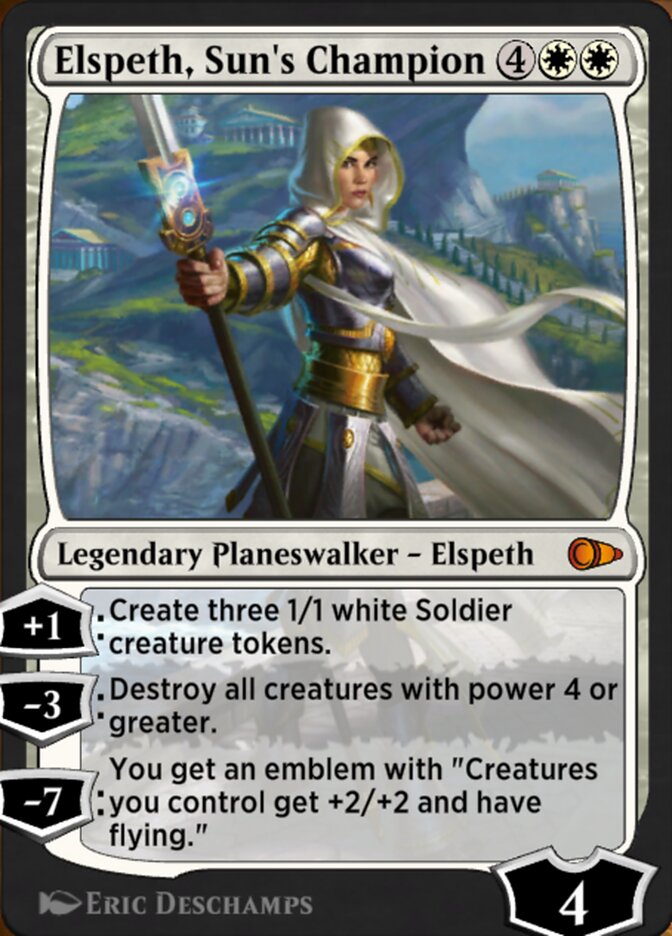 Elspeth, Sun's Champion 4
Legendary Planeswalker – Elspeth
+1 : Create three 1/1 white Soldier
creature tokens.
−3 : Destroy all creatures with power 4 or
greater.
−7 : You get an emblem with "Creatures
you control get +2/+2 and have
flying."
Eric Deschamps
4